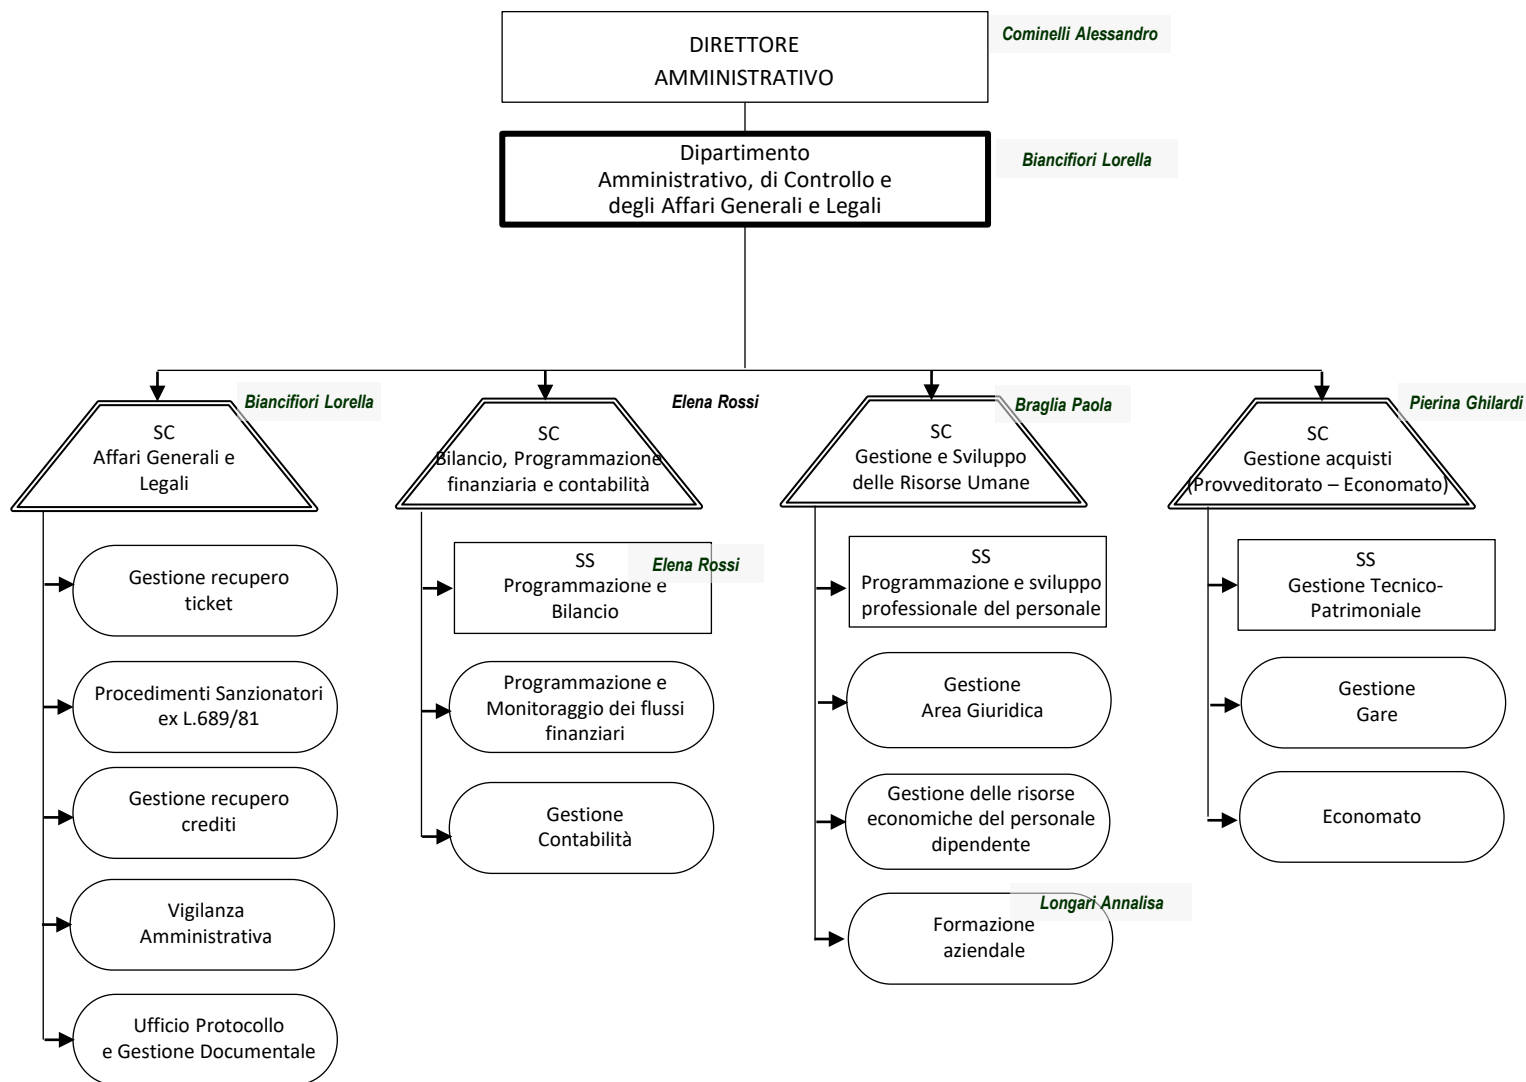 DIRETTORE
AMMINISTRATIVO
Cominelli Alessandro
Dipartimento
Amministrativo, di Controllo e
degli Affari Generali e Legali
Biancifiori Lorella
Biancifiori Lorella
SC
Affari Generali e
Legali
Gestione recupero
ticket
Procedimenti Sanzionatori
ex L.689/81
Gestione recupero
crediti
Vigilanza
Amministrativa
Ufficio Protocollo
e Gestione Documentale
Elena Rossi
SC
Bilancio, Programmazione
finanziaria e contabilità
Elena Rossi
SS
Programmazione e
Bilancio
Programmazione e
Monitoraggio dei flussi
finanziari
Gestione
Contabilità
Braglia Paola
SC
Gestione e Sviluppo
delle Risorse Umane
SS
Programmazione e sviluppo
professionale del personale
Gestione
Area Giuridica
Gestione delle risorse
economiche del personale
dipendente
Longari Annalisa
Formazione
aziendale
Pierina Ghilardi
SC
Gestione acquisti
(Provveditorato – Economato)
SS
Gestione Tecnico-
Patrimoniale
Gestione
Gare
Economato